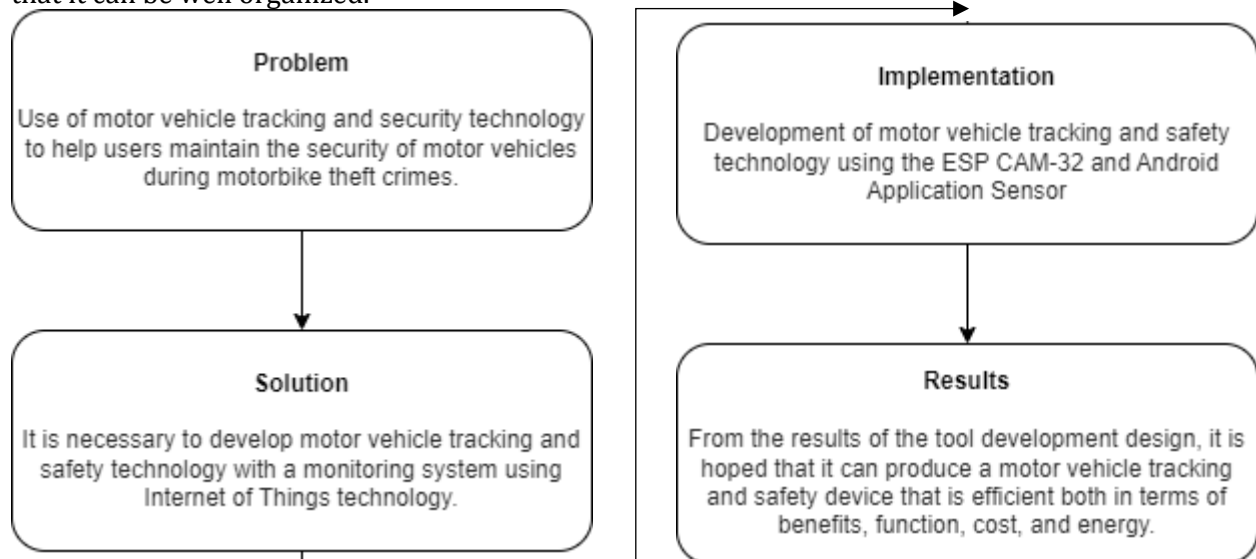 that it can be well organized.
Problem
Use of motor vehicle tracking and security technology
to help users maintain the security of motor vehicles
during motorbike theft crimes.
Solution
It is necessary to develop motor vehicle tracking and
safety technology with a monitoring system using
Internet of Things technology.
Implementation
Development of motor vehicle tracking and safety
technology using the ESP CAM-32 and Android
Application Sensor
Results
From the results of the tool development design, it is
hoped that it can produce a motor vehicle tracking
and safety device that is efficient both in terms of
benefits, function, cost, and energy.